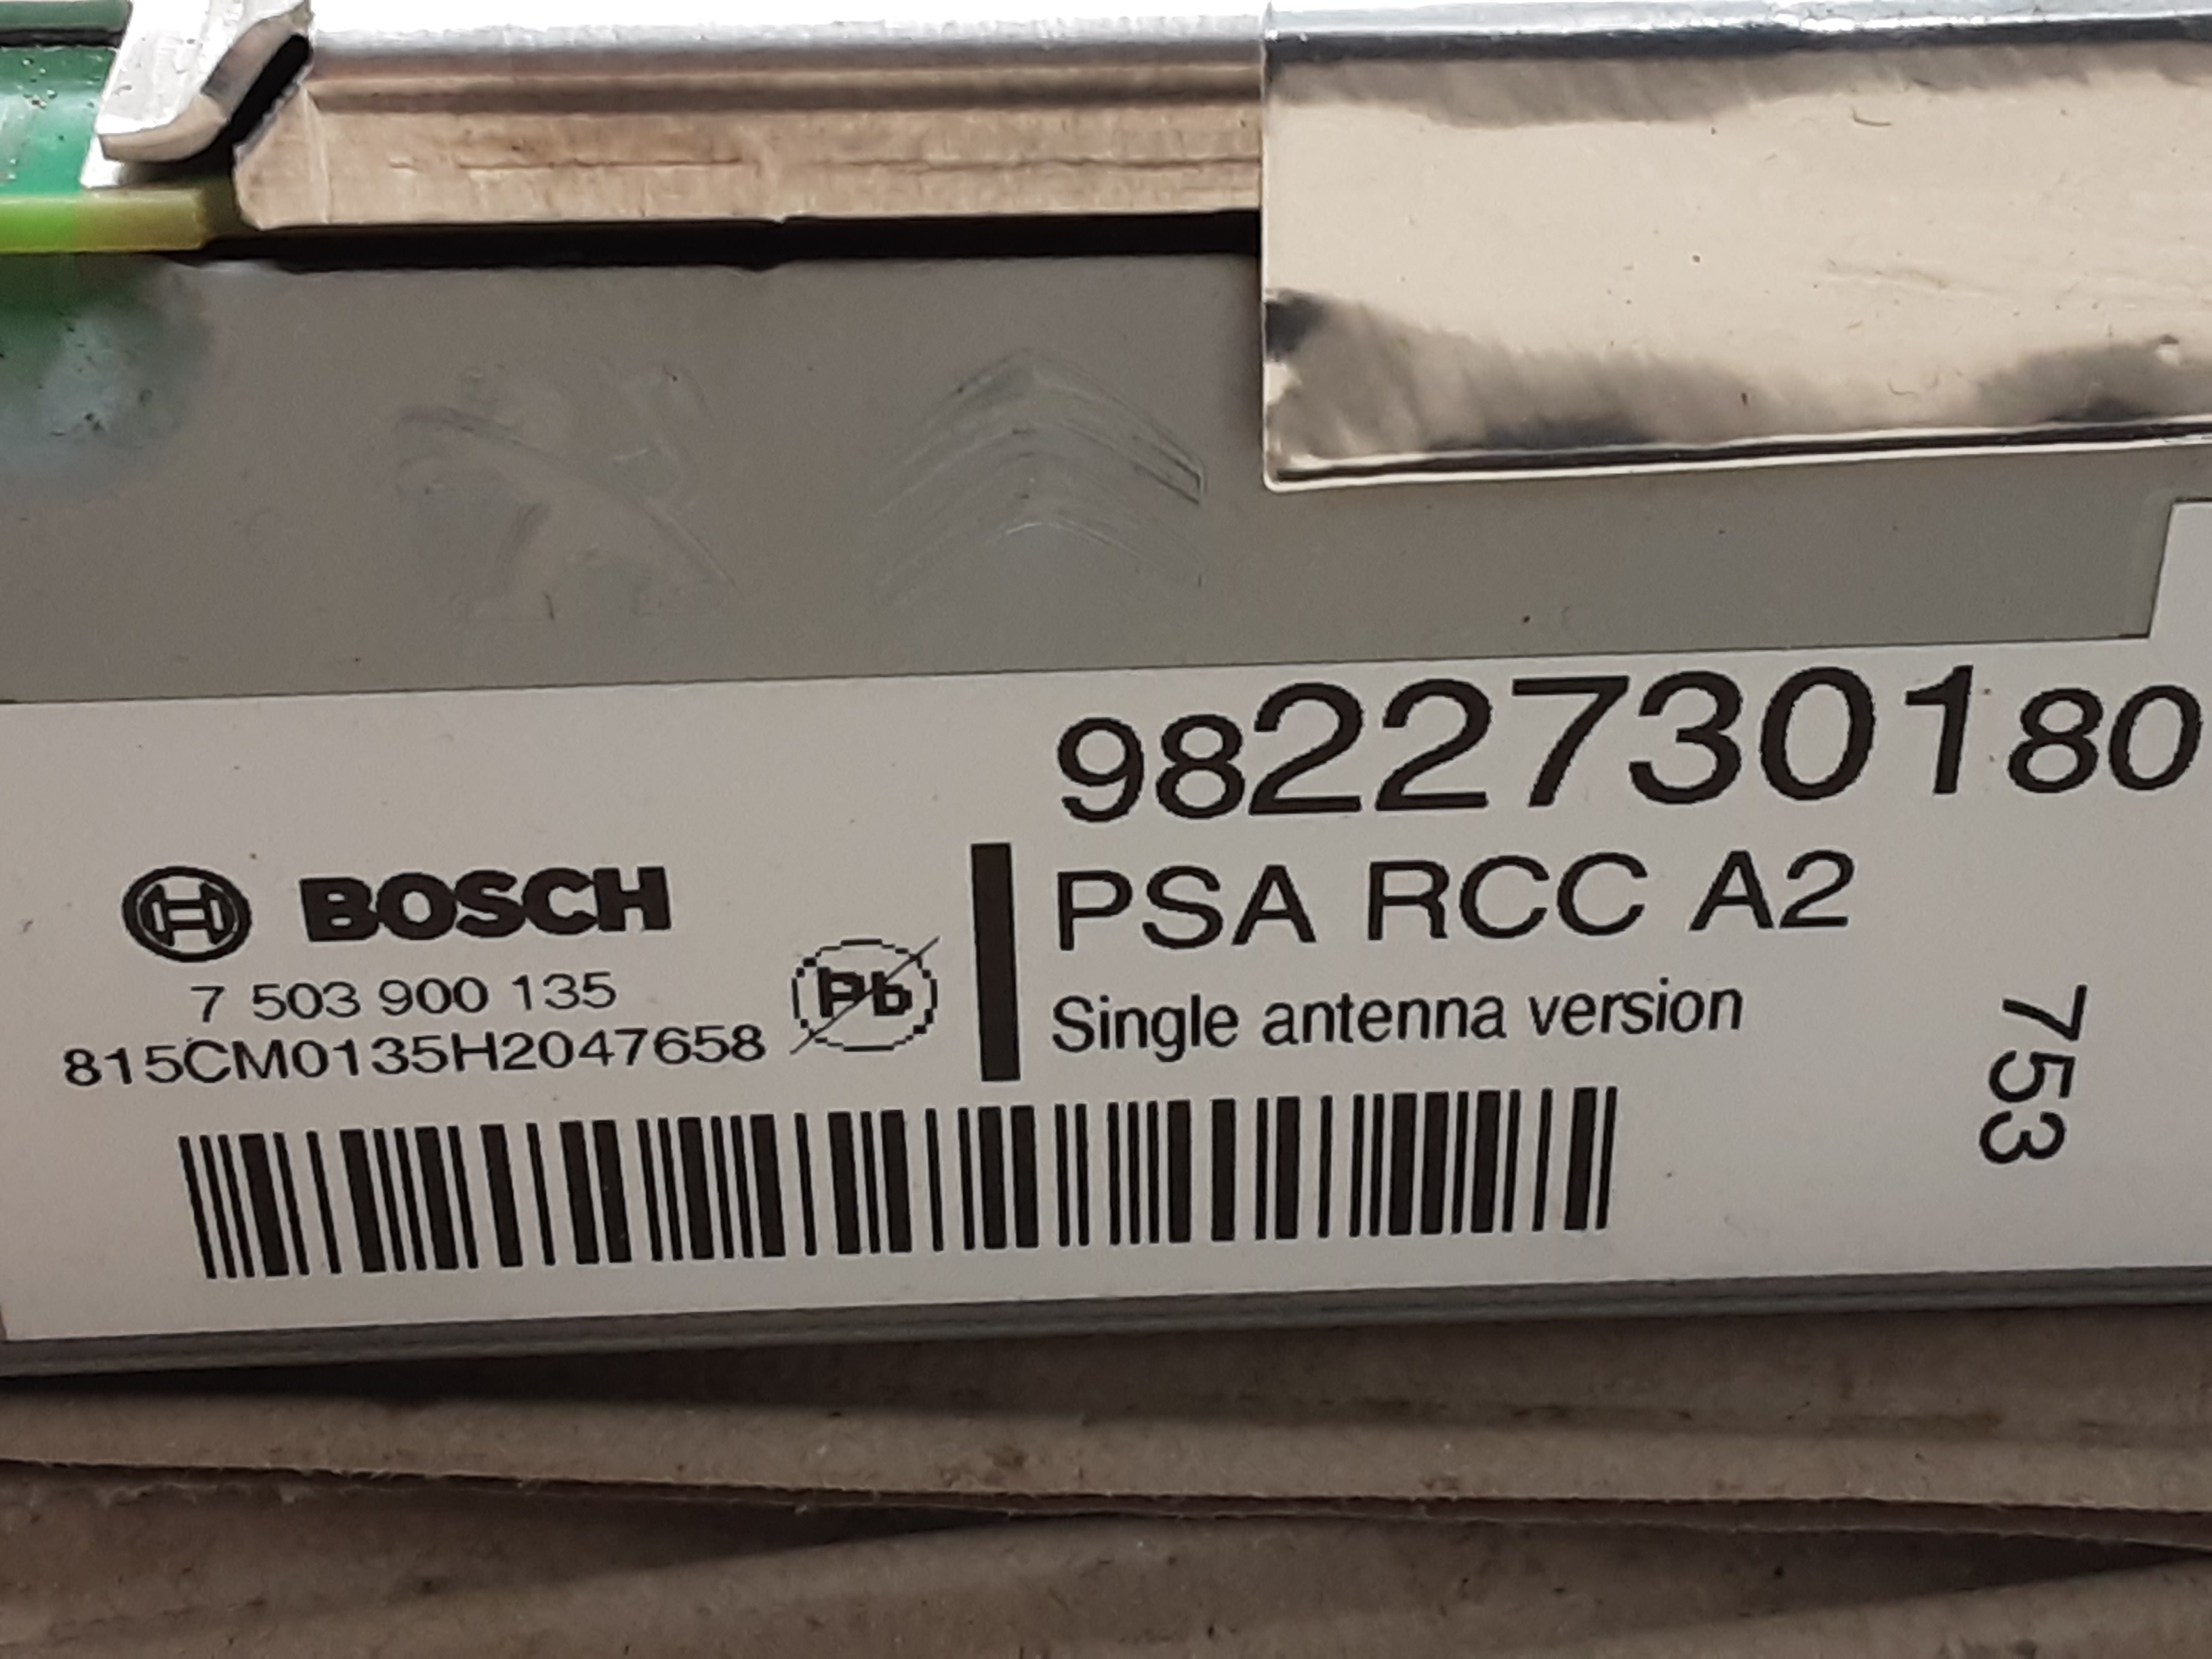 9822730180
BOSCH
PSA RCC A2
7 503 900 135
Pb
Single antenna version
815CM0135H2047658
753